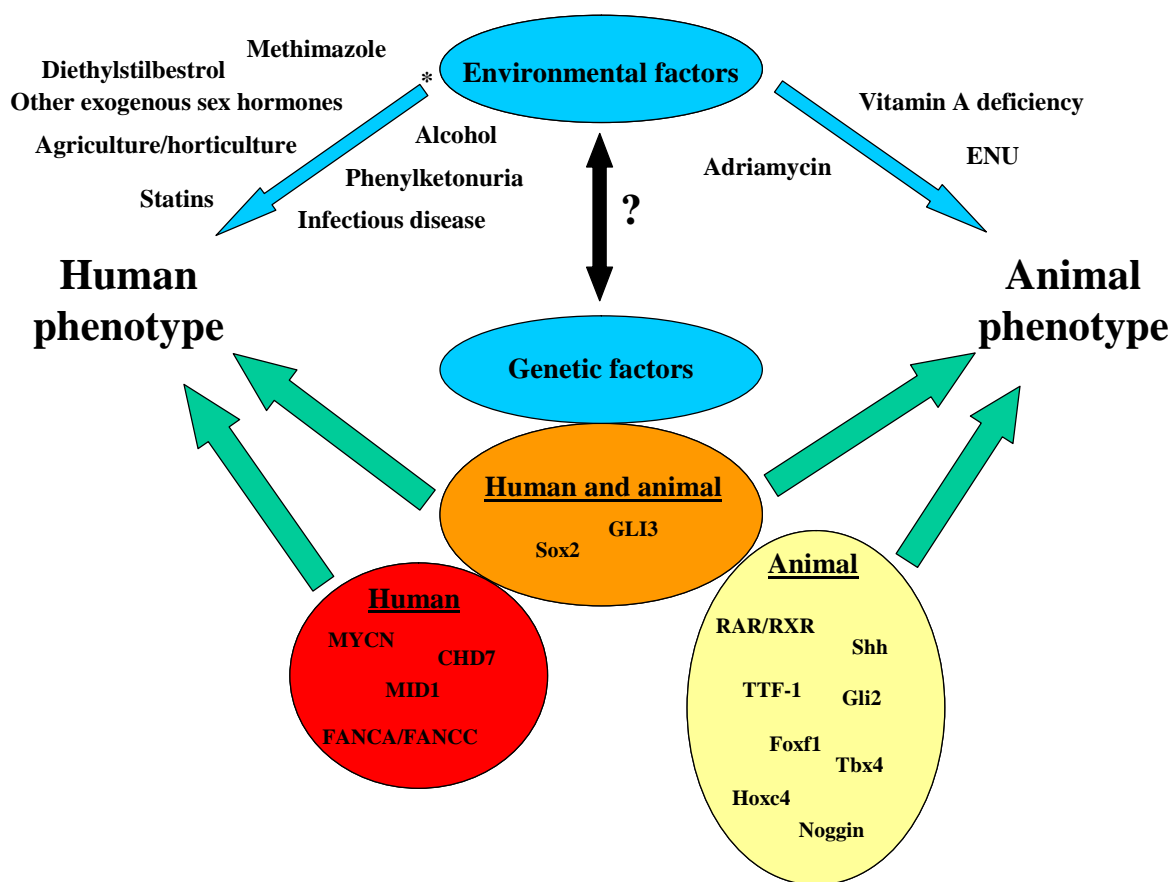 Methimazole
Diethylstilbestrol
Other exogenous sex hormones
Agriculture/horticulture
Statins
*
Alcohol
Phenylketonuria
Infectious disease
Environmental factors
Vitamin A deficiency
ENU
Adriamycin
?
Human
phenotype
Animal
phenotype
Genetic factors
Human and animal
GLI3
Sox2
Human
MYCN
CHD7
MID1
FANCA/FANCC
Animal
RAR/RXR
Shh
TTF-1
Gli2
Foxf1
Tbx4
Hoxc4
Noggin